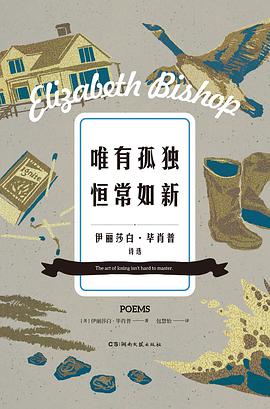 Elizabeth Bishop
唯有孤独
恒常如新
伊丽莎白·毕肖普
诗选
The art of losing isn't hard to master.
Ignite
POEMS
[美] 伊丽莎白·毕肖普 著 包慧怡 译
湖南文艺出版社